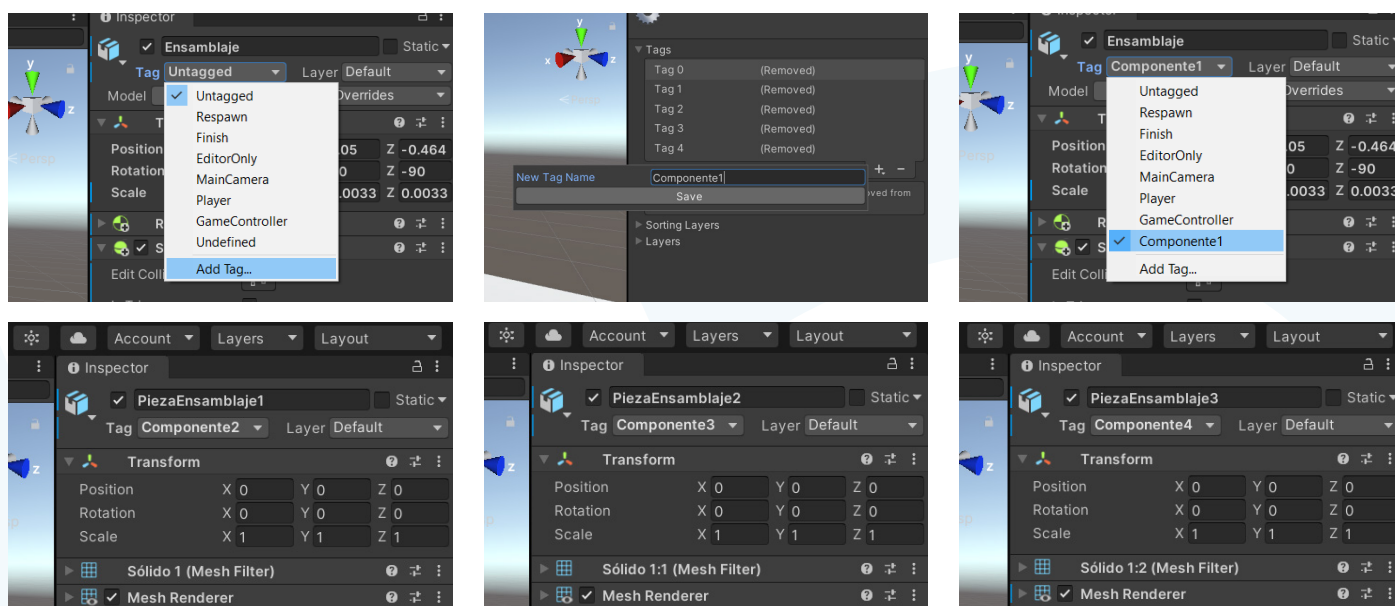 Inspector
Ensamblaje
Static
Tag Untagged Layer Default
Model Overrides
Untagged
Respawn
Finish
EditorOnly
MainCamera
Player
GameController
Undefined
Add Tag...
Position .05 Z -0.464
Rotation 0 Z -90
Scale .0033 Z 0.0033
Edit Colli
y
z
Persp
Tags
Tag 0 (Removed)
Tag 1 (Removed)
Tag 2 (Removed)
Tag 3 (Removed)
Tag 4 (Removed)
New Tag Name Componente1
Save
Sorting Layers
Layers
y
x
z
Persp
Ensamblaje
Static
Tag Componente1 Layer Default
Model Overrides
Untagged
Respawn
Finish
EditorOnly
MainCamera
Player
GameController
Componente1
Add Tag...
Position .05 Z -0.464
Rotation 0 Z -90
Scale .0033 Z 0.0033
Edit Colli
y
z
Account Layers Layout
Inspector
PiezaEnsamblaje1 Static
Tag Componente2 Layer Default
Transform
Position X 0 Y 0 Z 0
Rotation X 0 Y 0 Z 0
Scale X 1 Y 1 Z 1
Sólido 1 (Mesh Filter)
Mesh Renderer
z
Account Layers Layout
Inspector
PiezaEnsamblaje2 Static
Tag Componente3 Layer Default
Transform
Position X 0 Y 0 Z 0
Rotation X 0 Y 0 Z 0
Scale X 1 Y 1 Z 1
Sólido 1:1 (Mesh Filter)
Mesh Renderer
z
Account Layers Layout
Inspector
PiezaEnsamblaje3 Static
Tag Componente4 Layer Default
Transform
Position X 0 Y 0 Z 0
Rotation X 0 Y 0 Z 0
Scale X 1 Y 1 Z 1
Sólido 1:2 (Mesh Filter)
Mesh Renderer
z